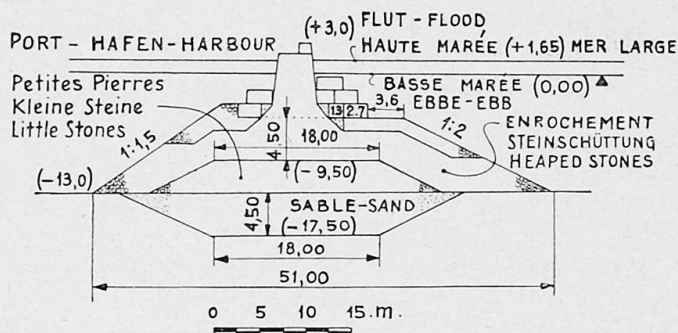 (+3,0) FLUT - FLOOD
PORT - HAFEN - HARBOUR HAUTE MARÉE (+1,65) MER LARGE
BASSE MARÉE (0,00)
EBBE - EBB
Petites Pierres
Kleine Steine
Little Stones
1,3 2.7 3,6
4,50
18,00
1:1,5
1:2
ENROCHEMENT
STEINSCHÜTTUNG
HEAPED STONES
(-13,0)
(-9,50)
SABLE-SAND
4,50
(-17,50)
18,00
51,00
0 5 10 15.m.